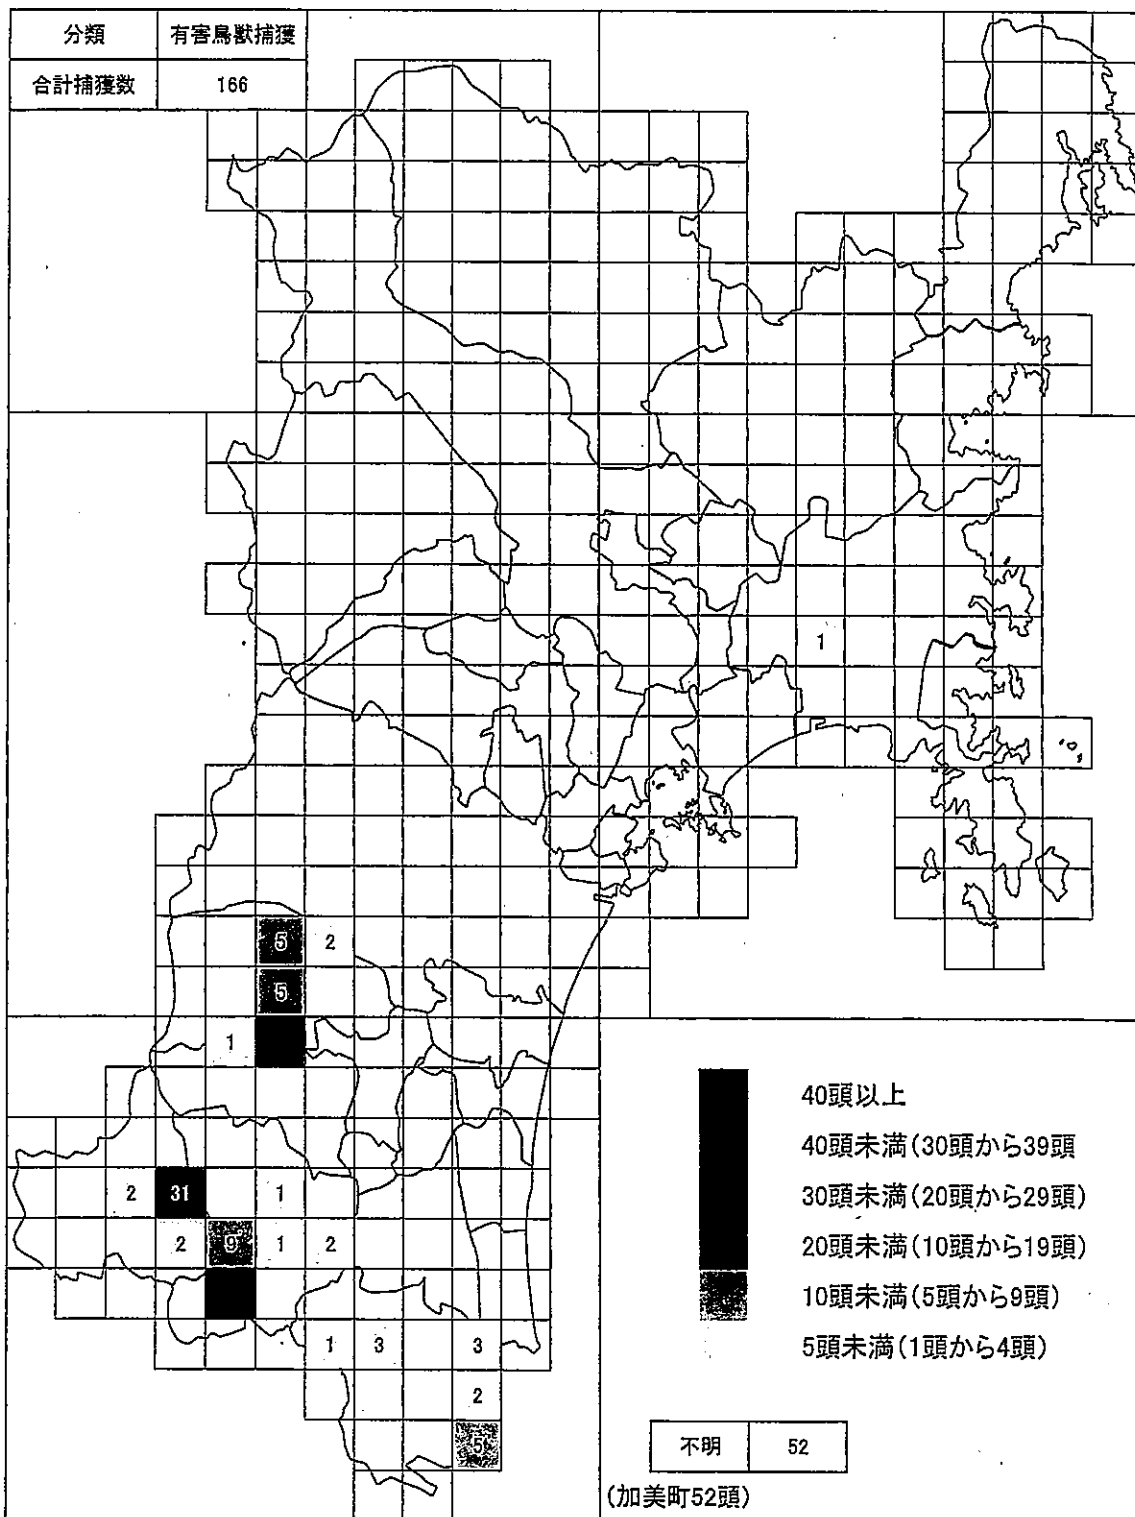 分類 有害鳥獣捕獲
合計捕獲数 166
1
5 2
5
1
2 31 1
2 9 1 2
1 3 3
2
5
40頭以上
40頭未満(30頭から39頭
30頭未満(20頭から29頭)
20頭未満(10頭から19頭)
10頭未満(5頭から9頭)
5頭未満(1頭から4頭)
不明 52
(加美町52頭)